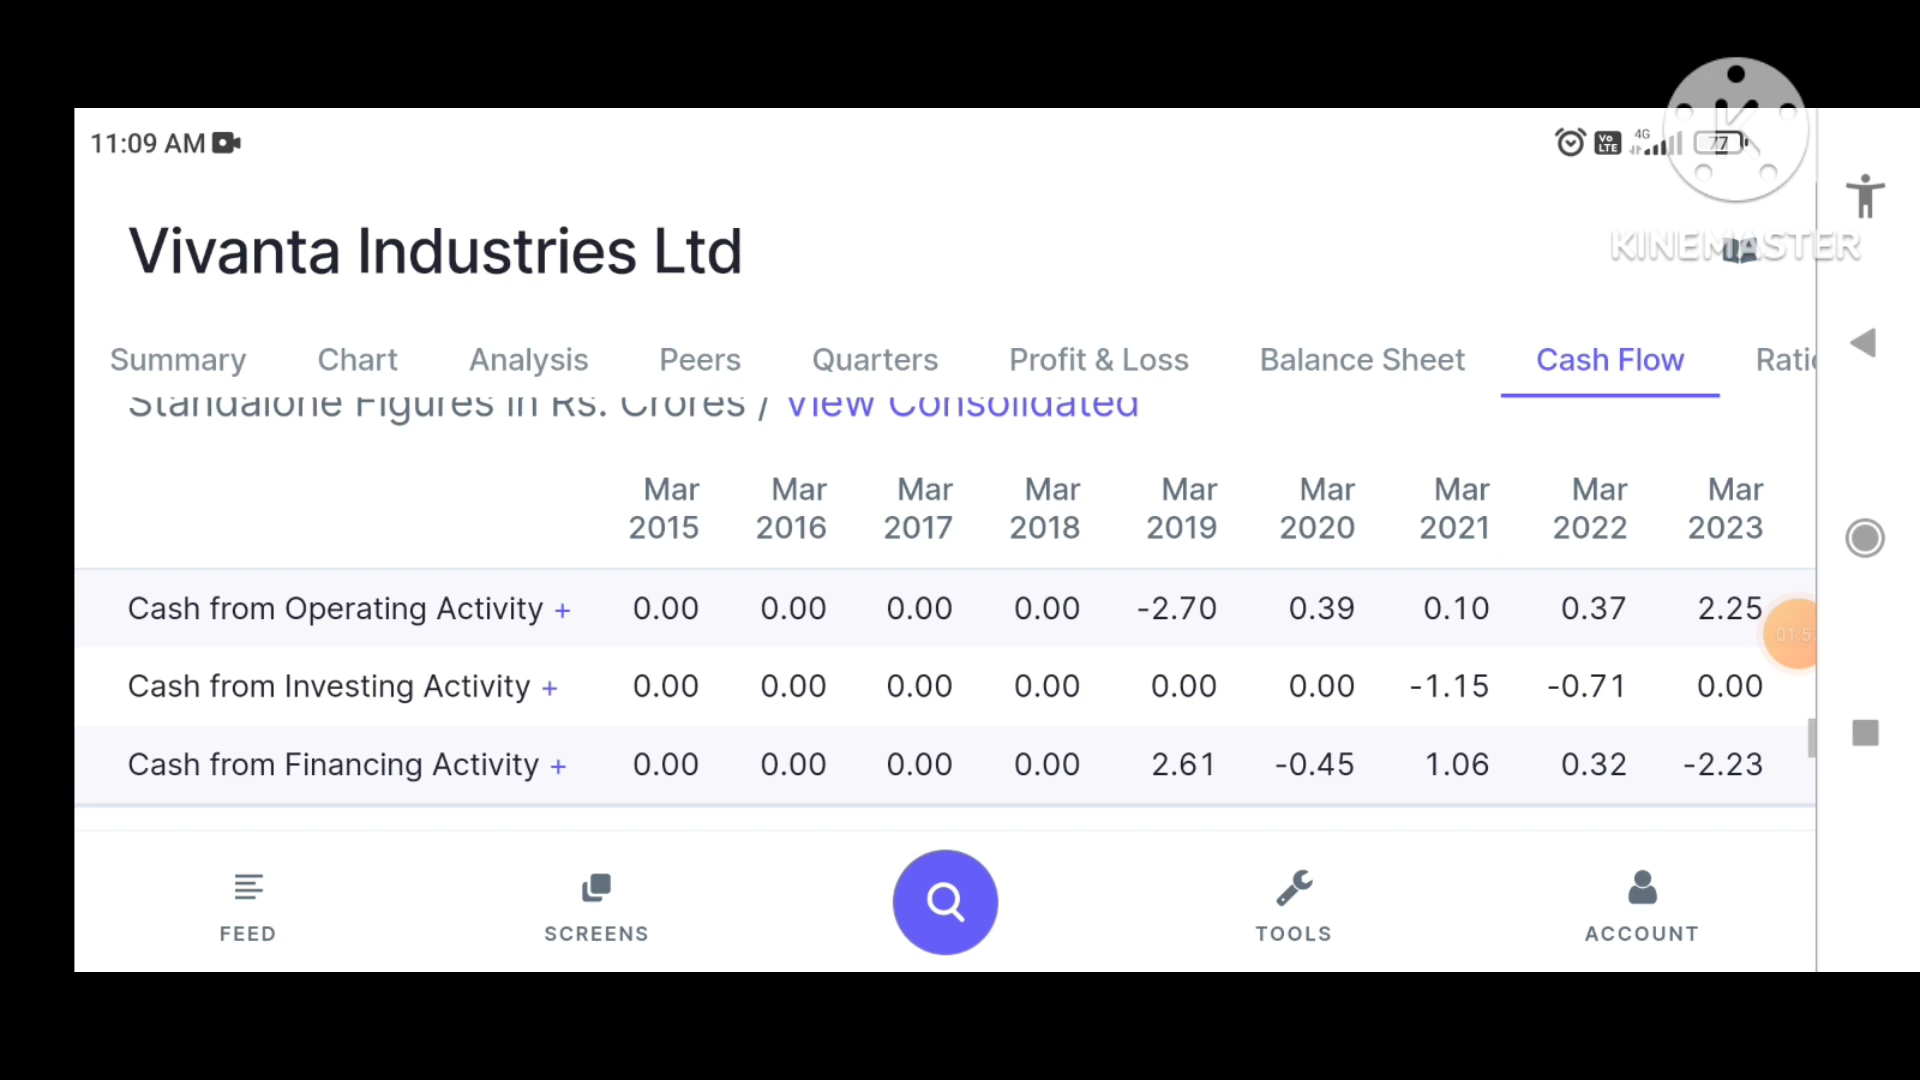 11:09 AM
Vo LTE 4G 77
K
KINEMASTER
Vivanta Industries Ltd
Summary Chart Analysis Peers Quarters Profit & Loss Balance Sheet Cash Flow
Standalone Figures in Rs. Crores / View Consolidated
Mar 2015 Mar 2016 Mar 2017 Mar 2018 Mar 2019 Mar 2020 Mar 2021 Mar 2022 Mar 2023
Cash from Operating Activity + 0.00 0.00 0.00 0.00 -2.70 0.39 0.10 0.37 2.25
Cash from Investing Activity + 0.00 0.00 0.00 0.00 0.00 0.00 -1.15 -0.71 0.00
Cash from Financing Activity + 0.00 0.00 0.00 0.00 2.61 -0.45 1.06 0.32 -2.23
FEED SCREENS TOOLS ACCOUNT